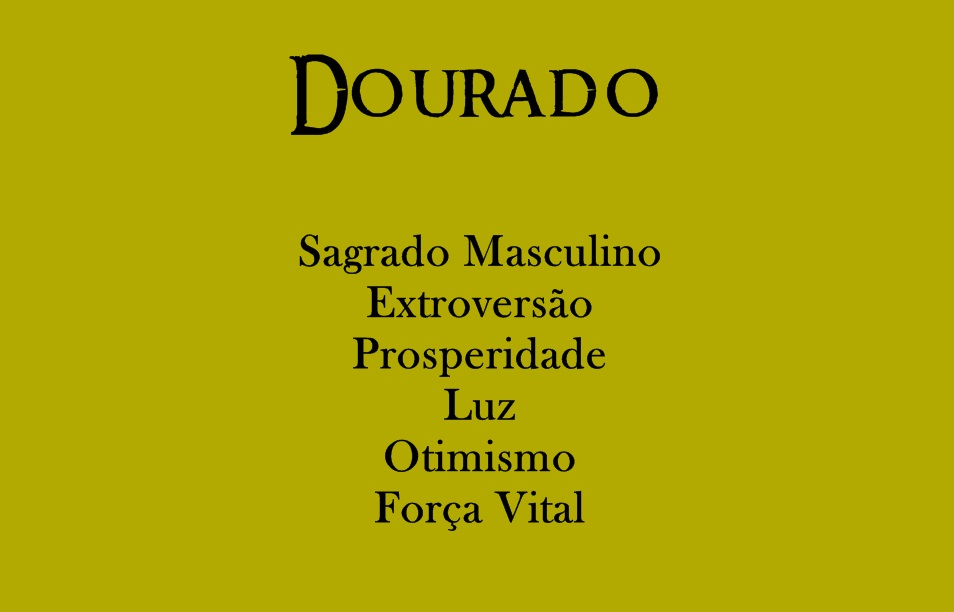 Dourado
Sagrado Masculino
Extroversão
Prosperidade
Luz
Otimismo
Força Vital